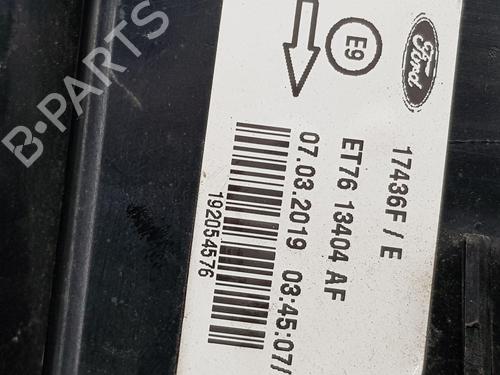 Ford
17436F / E
E9
ET76 13404 AF
07.03.2019 03:45:07/
192054576
B-PARTS